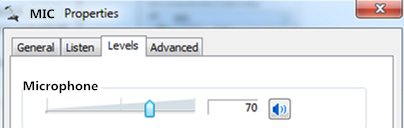 MIC Properties
General Listen Levels Advanced
Microphone
70